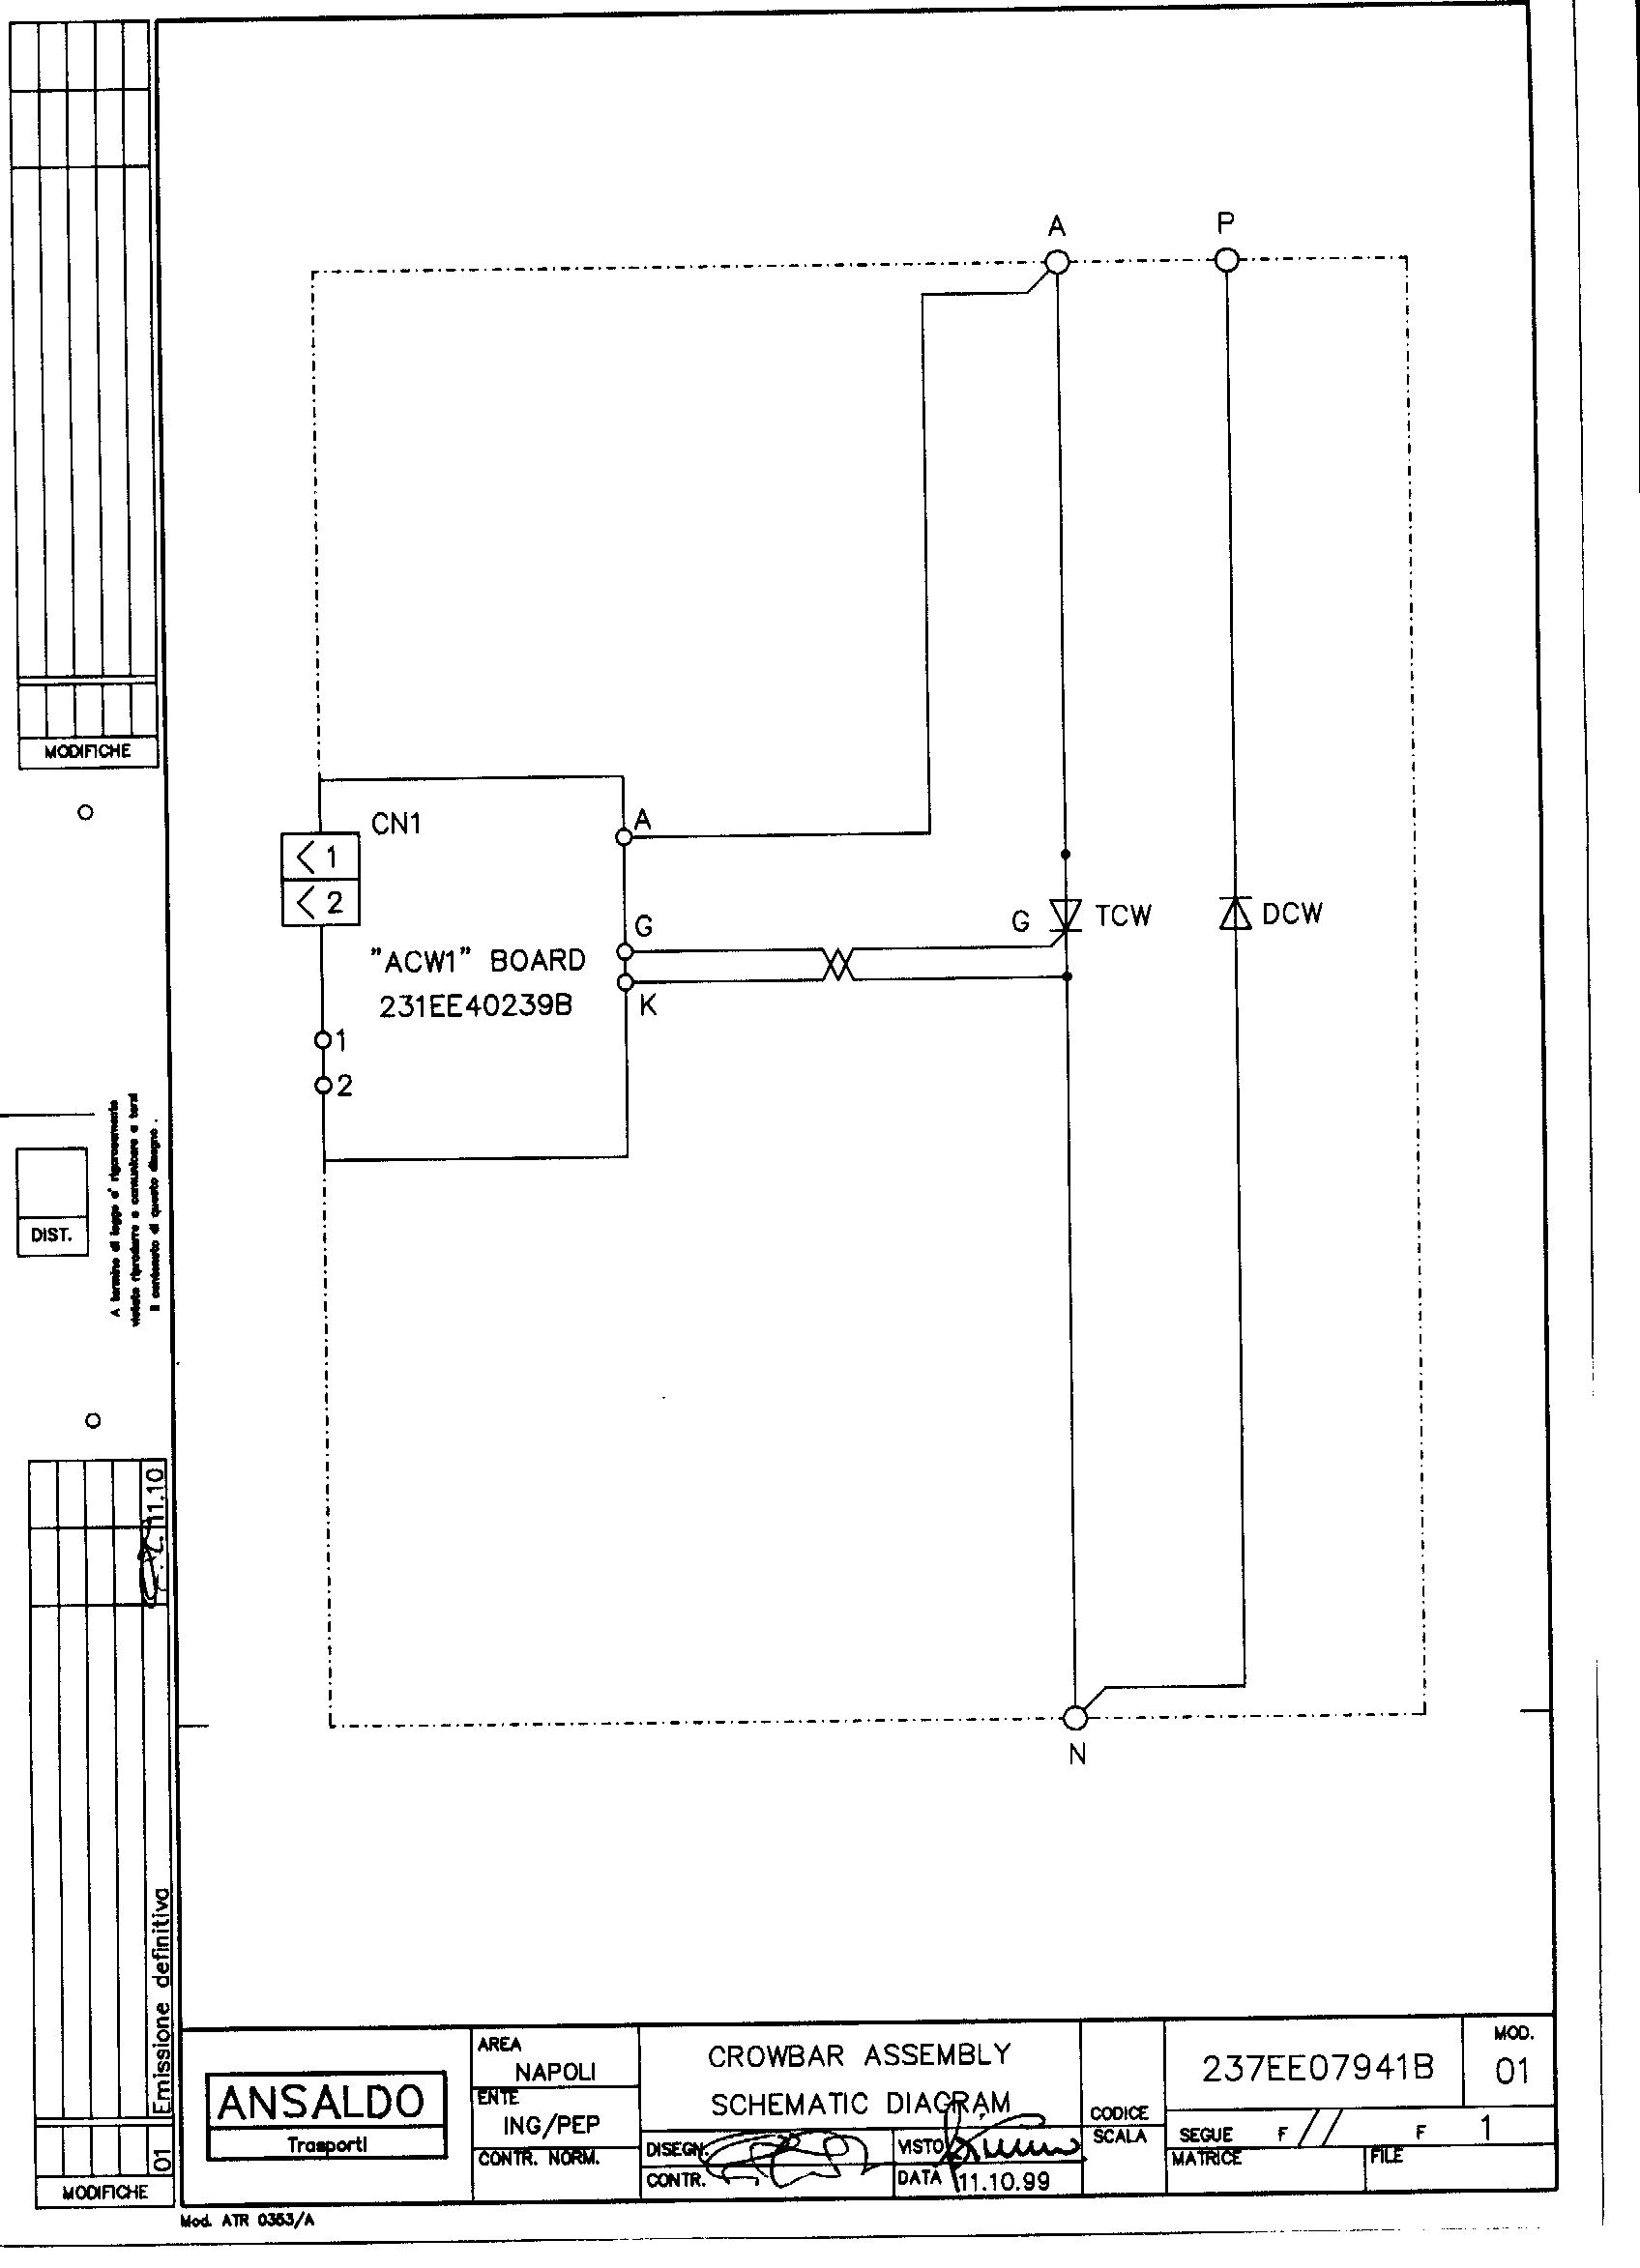 A
P
MODIFICHE
CN1
< 1
< 2
A
G
G
TCW
DCW
"ACW1" BOARD
231EE40239B
K
1
2
A termine di legge e' rigorosamente
vietato riprodurre o comunicare a terzi
il contenuto di questo disegno .
DIST.
11.10
N
Emissione definitiva
01
MODIFICHE
ANSALDO
Trasporti
AREA
NAPOLI
ENTE
ING/PEP
CONTR. NORM.
CROWBAR ASSEMBLY
SCHEMATIC DIAGRAM
DISEGN.
CONTR.
VISTO
DATA 11.10.99
CODICE
SCALA
237EE07941B
MOD.
01
SEGUE F // F 1
MATRICE
FILE
Mod. ATR 0353/A